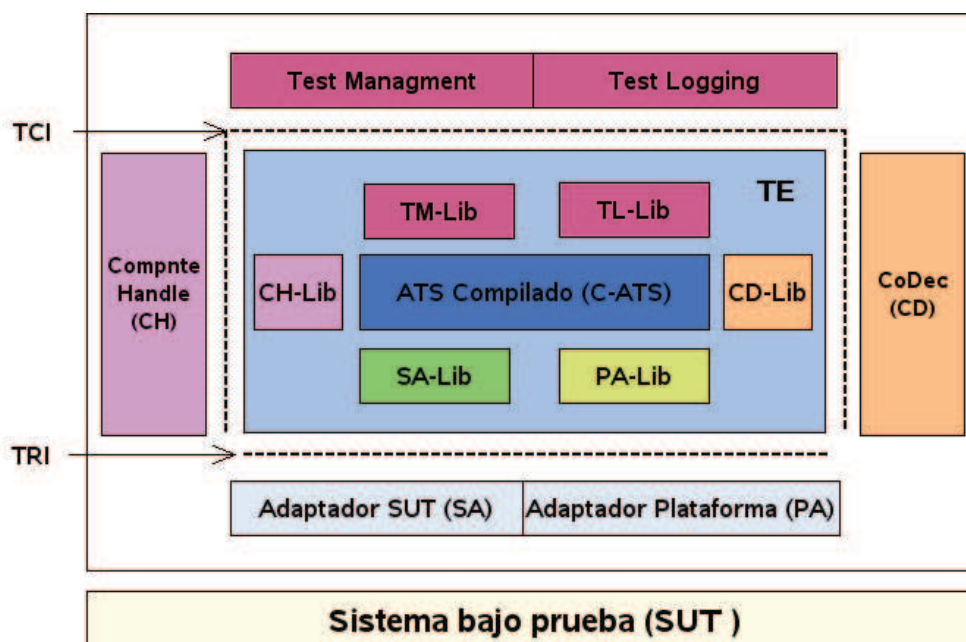 Test Managment
Test Logging
TCI
TE
TM-Lib
TL-Lib
Compnte
Handle
(CH)
CH-Lib
ATS Compilado (C-ATS)
CD-Lib
CoDec
(CD)
SA-Lib
PA-Lib
TRI
Adaptador SUT (SA)
Adaptador Plataforma (PA)
Sistema bajo prueba (SUT )